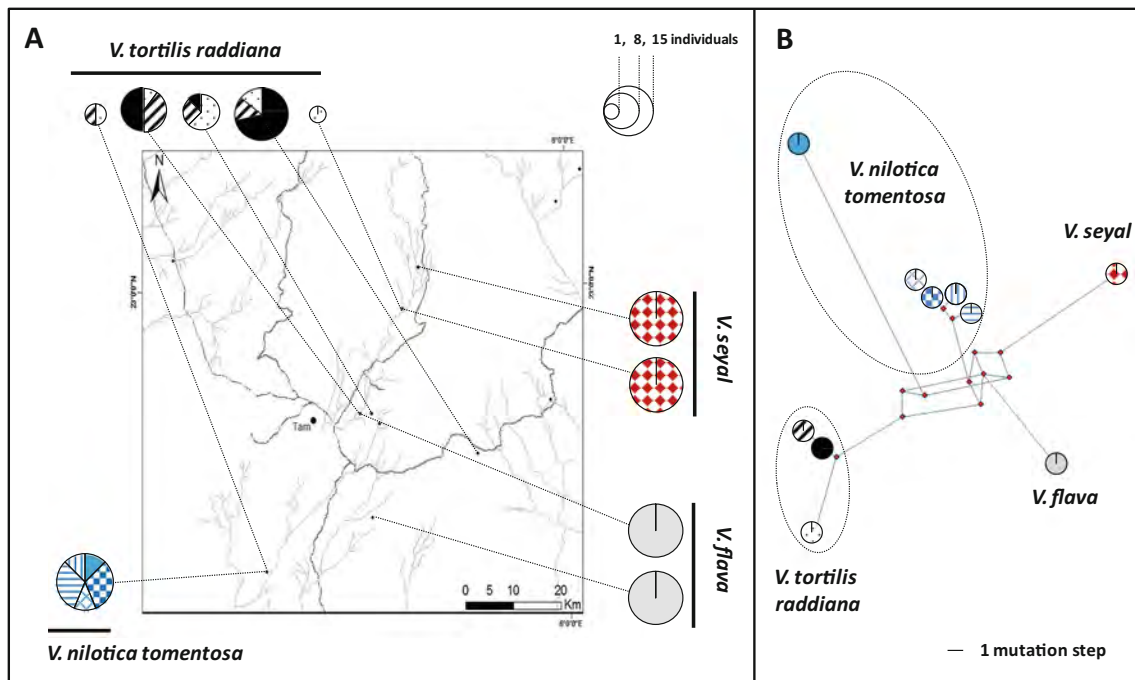 A
V. tortilis raddiana
1, 8, 15 individuals
N
Tam
V. seyal
V. flava
0 5 10 20
Km
V. nilotica tomentosa
B
V. nilotica
tomentosa
V. seyal
V. flava
V. tortilis
raddiana
1 mutation step